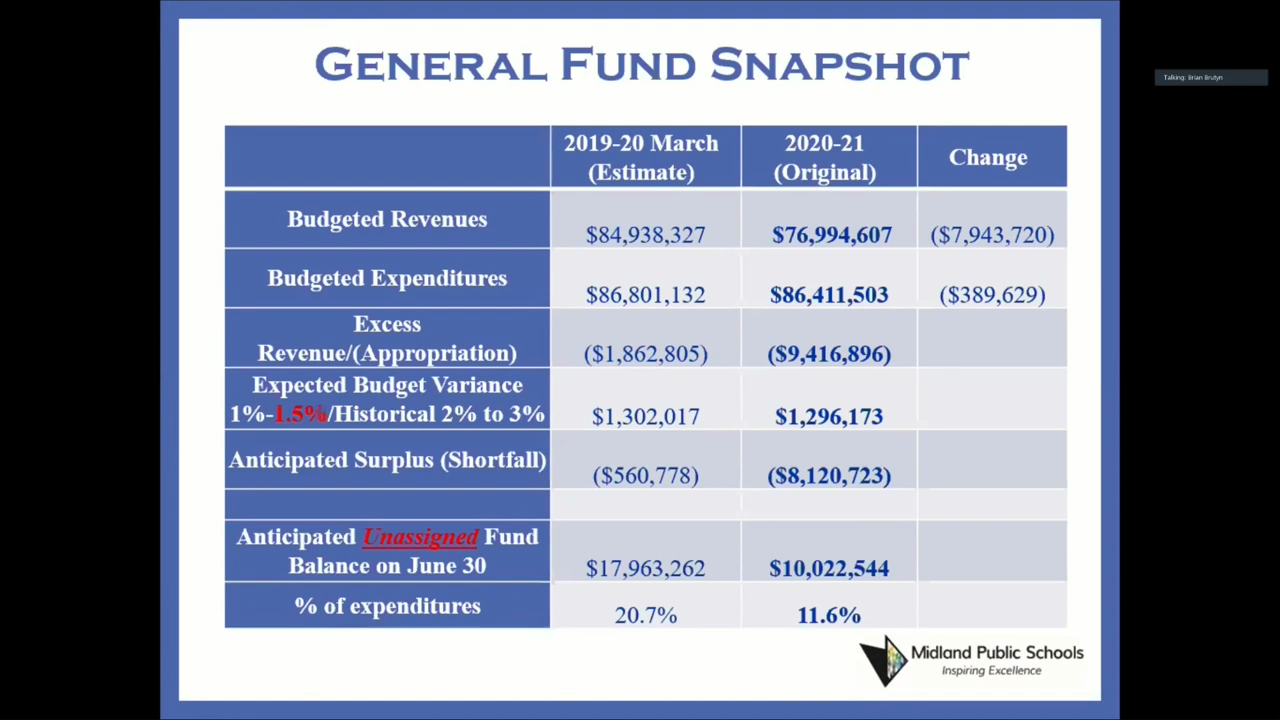 GENERAL FUND SNAPSHOT
Talking: Brian Brutyn
2019-20 March
(Estimate)
2020-21
(Original)
Change
Budgeted Revenues
$84,938,327
$76,994,607
($7,943,720)
Budgeted Expenditures
$86,801,132
$86,411,503
($389,629)
Excess
Revenue/(Appropriation)
($1,862,805)
($9,416,896)
Expected Budget Variance
1%-1.5%/Historical 2% to 3%
$1,302,017
$1,296,173
Anticipated Surplus (Shortfall)
($560,778)
($8,120,723)
Anticipated Unassigned Fund
Balance on June 30
$17,963,262
$10,022,544
% of expenditures
20.7%
11.6%
Midland Public Schools
Inspiring Excellence